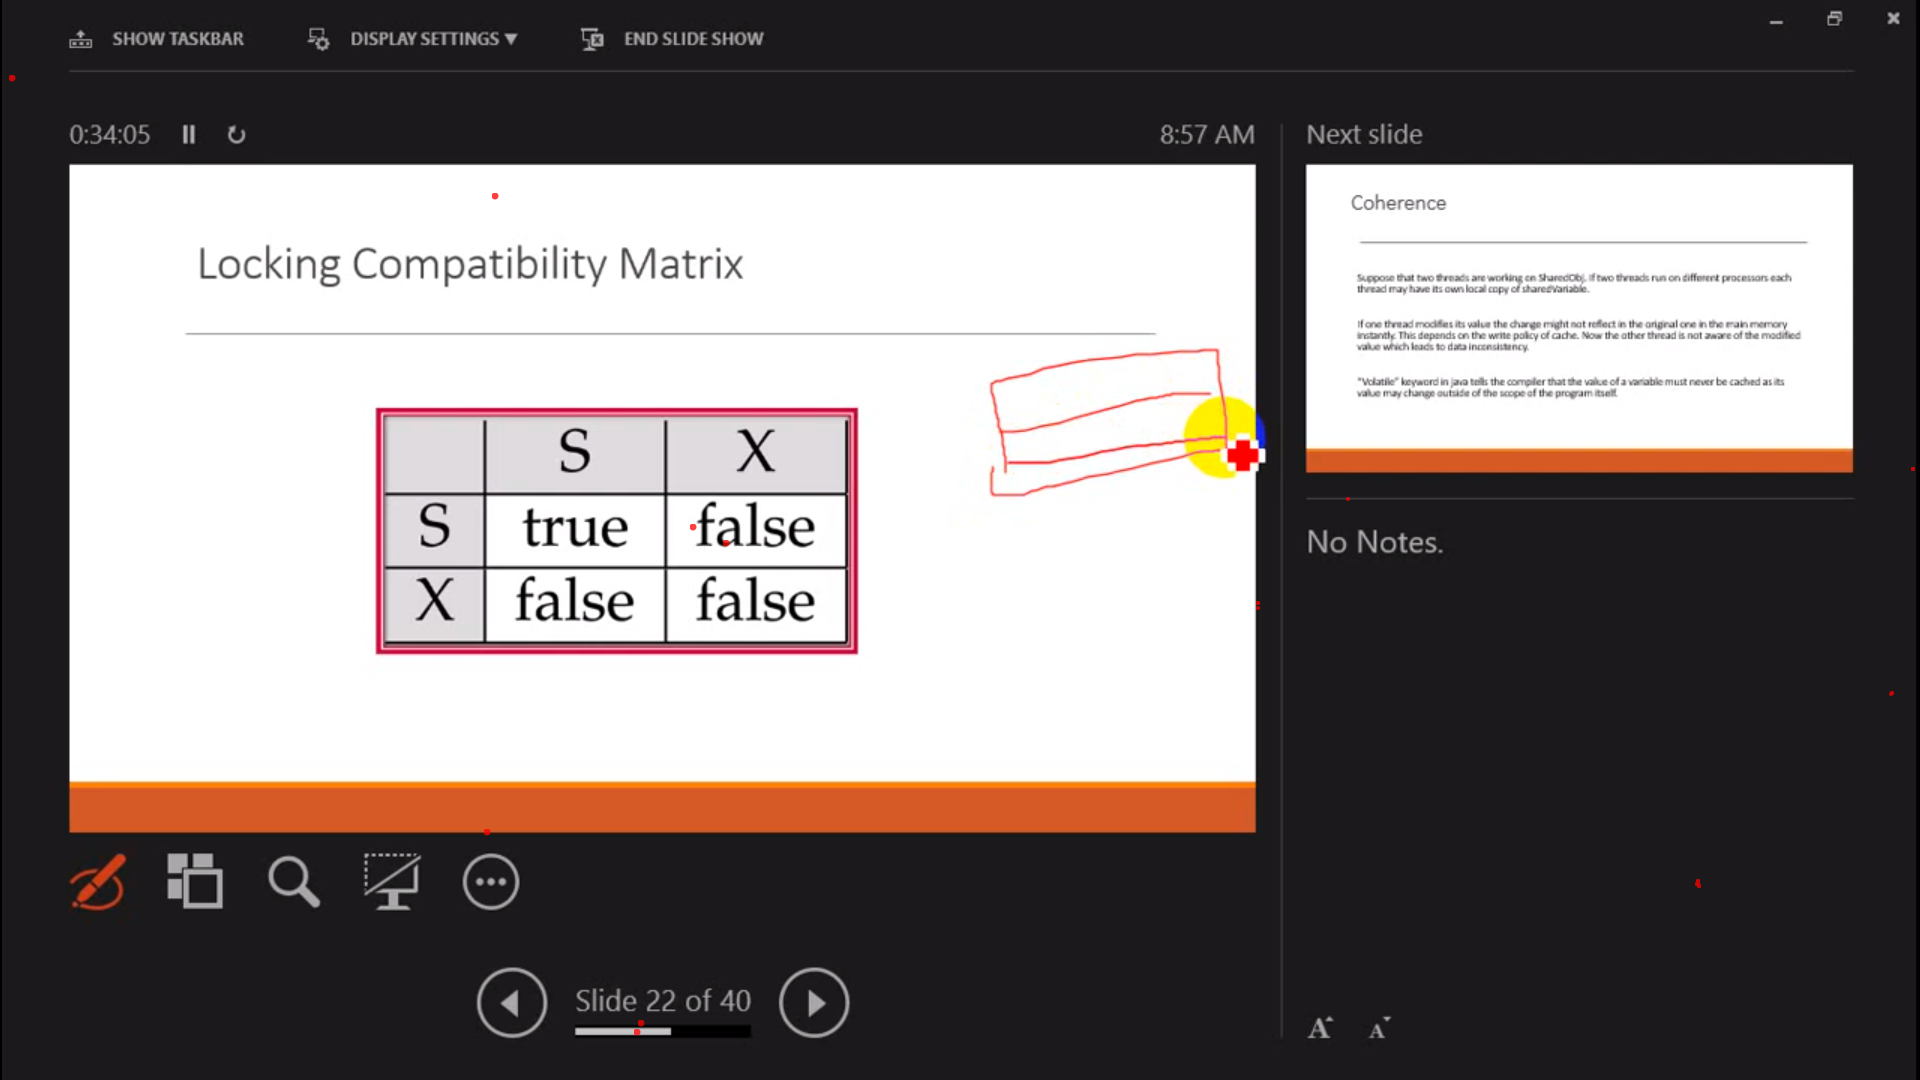 SHOW TASKBAR DISPLAY SETTINGS ▼ END SLIDE SHOW
0:34:05 8:57 AM
Locking Compatibility Matrix
S X
S true false
X false false
Slide 22 of 40
Next slide
Coherence
Suppose that two threads are working on SharedObj. If two threads run on different processors each
thread may have its own local copy of sharedVariable.
If one thread modifies its value the change might not reflect in the original one in the main memory
instantly. This depends on the write policy of cache. Now the other thread is not aware of the modified
value which leads to data inconsistency.
"Volatile" keyword in java tells the compiler that the value of a variable must never be cached as its
value may change outside of the scope of the program itself.
No Notes.
A A